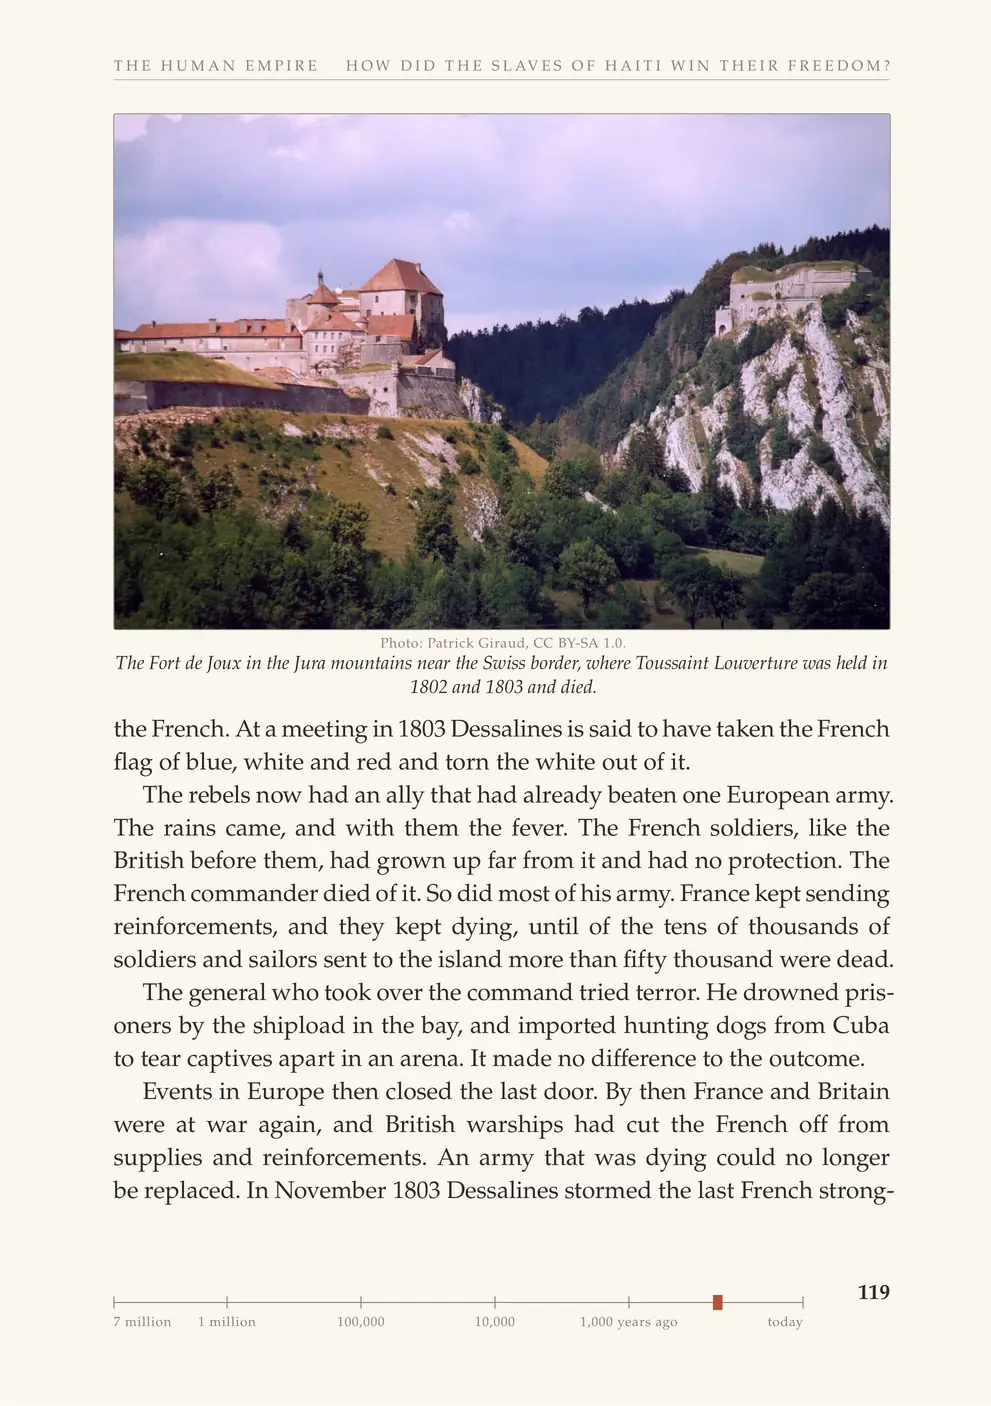 THE HUMAN EMPIRE HOW DID THE SLAVES OF HAITI WIN THEIR FREEDOM?
Photo: Patrick Giraud, CC BY-SA 1.0.
The Fort de Joux in the Jura mountains near the Swiss border, where Toussaint Louverture was held in
1802 and 1803 and died.
the French. At a meeting in 1803 Dessalines is said to have taken the French
flag of blue, white and red and torn the white out of it.
The rebels now had an ally that had already beaten one European army.
The rains came, and with them the fever. The French soldiers, like the
British before them, had grown up far from it and had no protection. The
French commander died of it. So did most of his army. France kept sending
reinforcements, and they kept dying, until of the tens of thousands of
soldiers and sailors sent to the island more than fifty thousand were dead.
The general who took over the command tried terror. He drowned pris-
oners by the shipload in the bay, and imported hunting dogs from Cuba
to tear captives apart in an arena. It made no difference to the outcome.
Events in Europe then closed the last door. By then France and Britain
were at war again, and British warships had cut the French off from
supplies and reinforcements. An army that was dying could no longer
be replaced. In November 1803 Dessalines stormed the last French strong-
119
7 million 1 million 100,000 10,000 1,000 years ago today